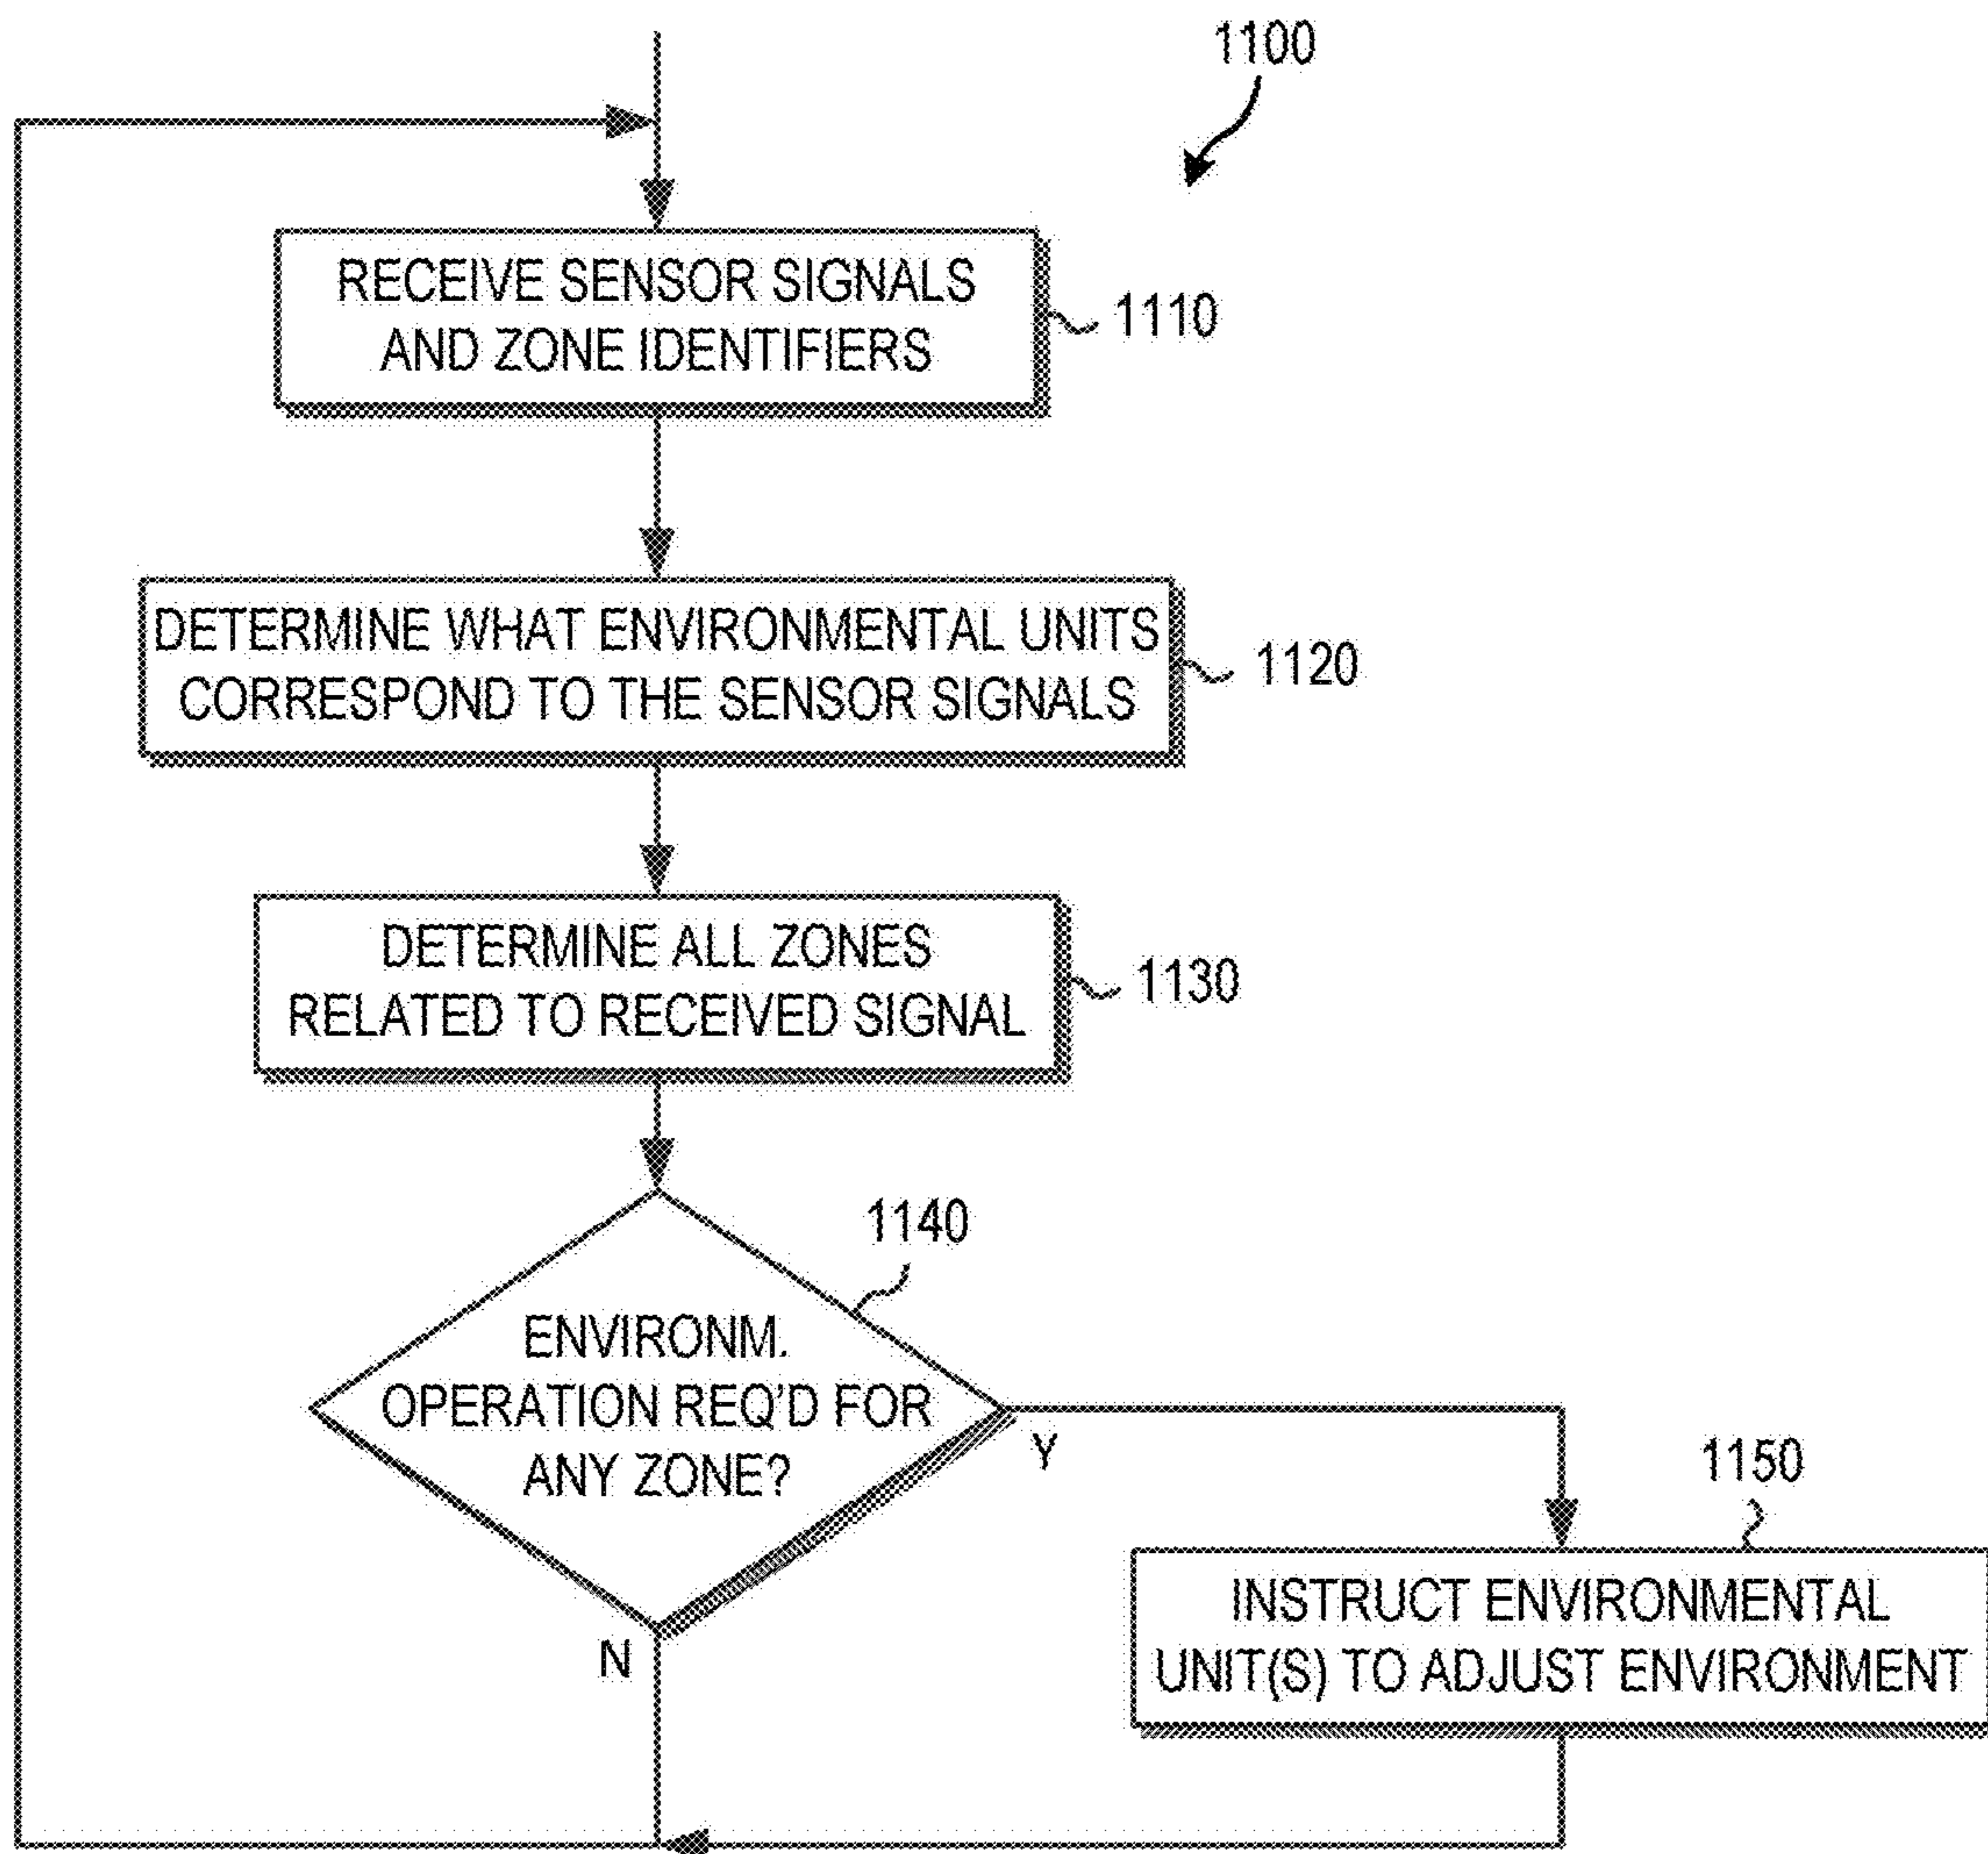 1100
RECEIVE SENSOR SIGNALS
AND ZONE IDENTIFIERS
1110
DETERMINE WHAT ENVIRONMENTAL UNITS
CORRESPOND TO THE SENSOR SIGNALS
1120
DETERMINE ALL ZONES
RELATED TO RECEIVED SIGNAL
1130
1140
ENVIRONM.
OPERATION REQ'D FOR
ANY ZONE?
Y
N
1150
INSTRUCT ENVIRONMENTAL
UNIT(S) TO ADJUST ENVIRONMENT